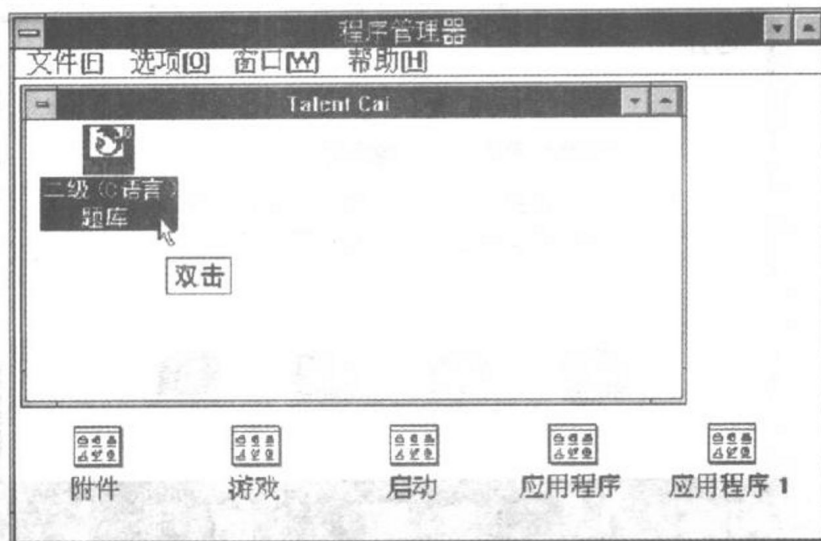 程序管理器
文件[F] 选项[O] 窗口[W] 帮助[H]
Talent Cai
二级(C语言)
题库
双击
附件 游戏 启动 应用程序 应用程序1